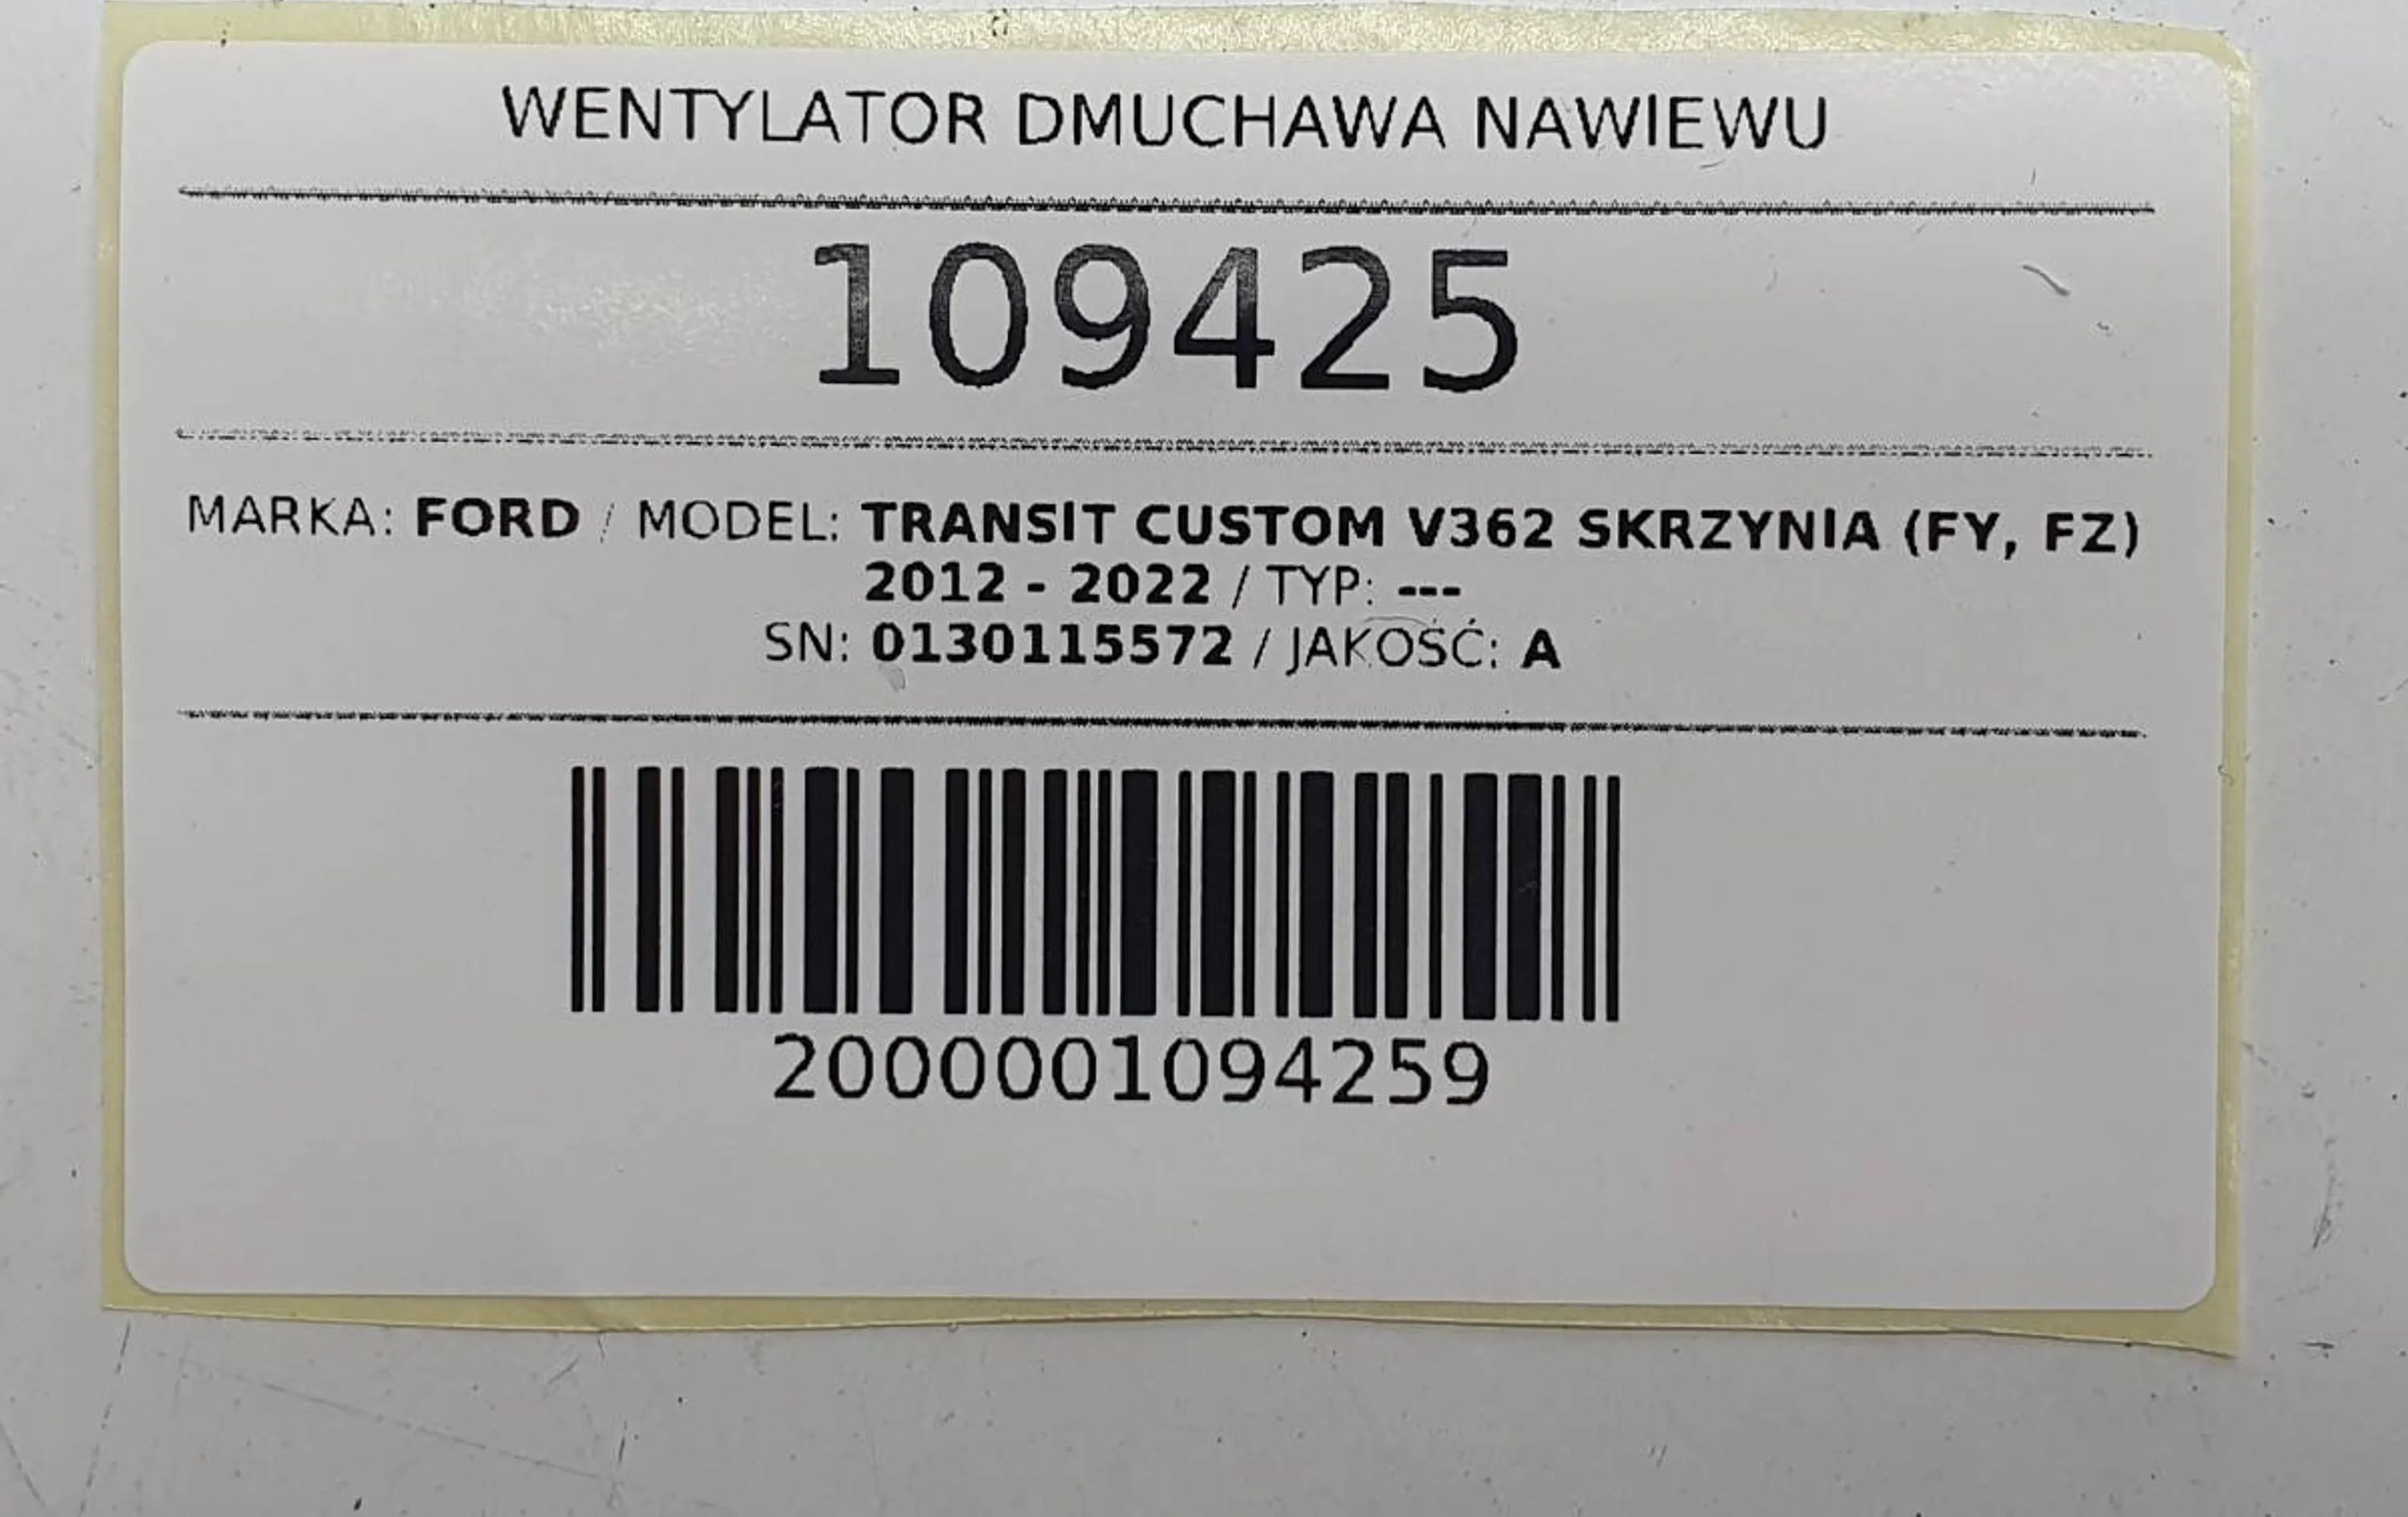 WENTYLATOR DMUCHAWA NAWIEWU
109425
MARKA: FORD / MODEL: TRANSIT CUSTOM V362 SKRZYNIA (FY, FZ)
2012 - 2022 / TYP: ---
SN: 0130115572 / JAKOŚĆ: A
2000001094259